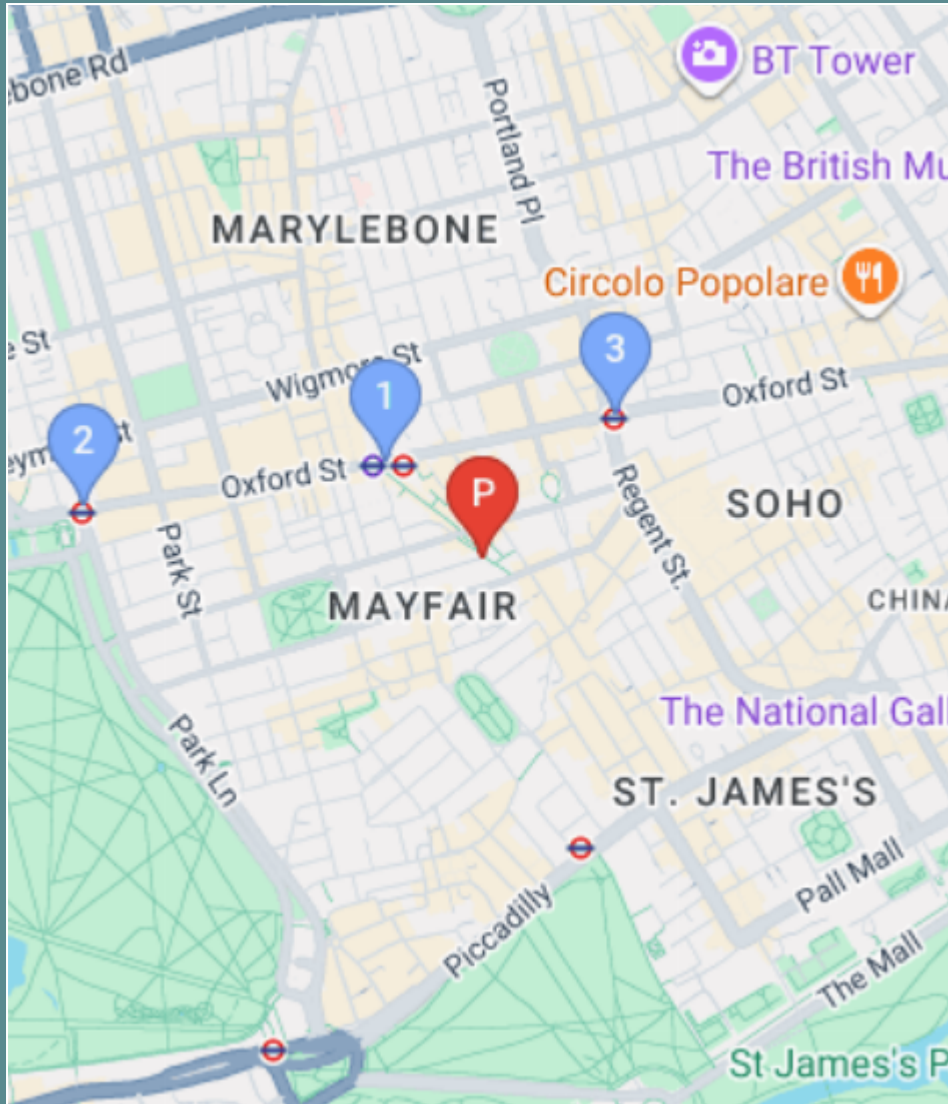 bone Rd
BT Tower
Portland Pl
The British Mu
MARYLEBONE
Circolo Popolare
e St
Wigmore St
3
1
Oxford St
2
eym
st
Oxford St
P
Regent St.
SOHO
Park St
MAYFAIR
CHINA
The National Gall
Park Ln
ST. JAMES'S
Pall Mall
Piccadilly
The Mall
St James's P